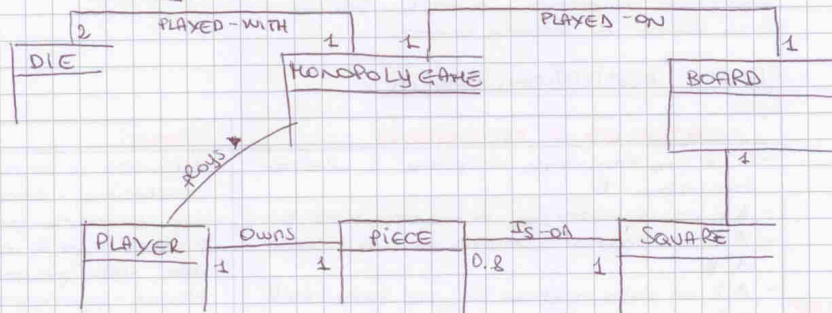 2 PLAYED-WITH 1 1 PLAYED-ON 1
DIE
MONOPOLY GAME
BOARD
plays
1
PLAYER
1 OWNS 1
PIECE
0.8 IS-ON 1
SQUARE